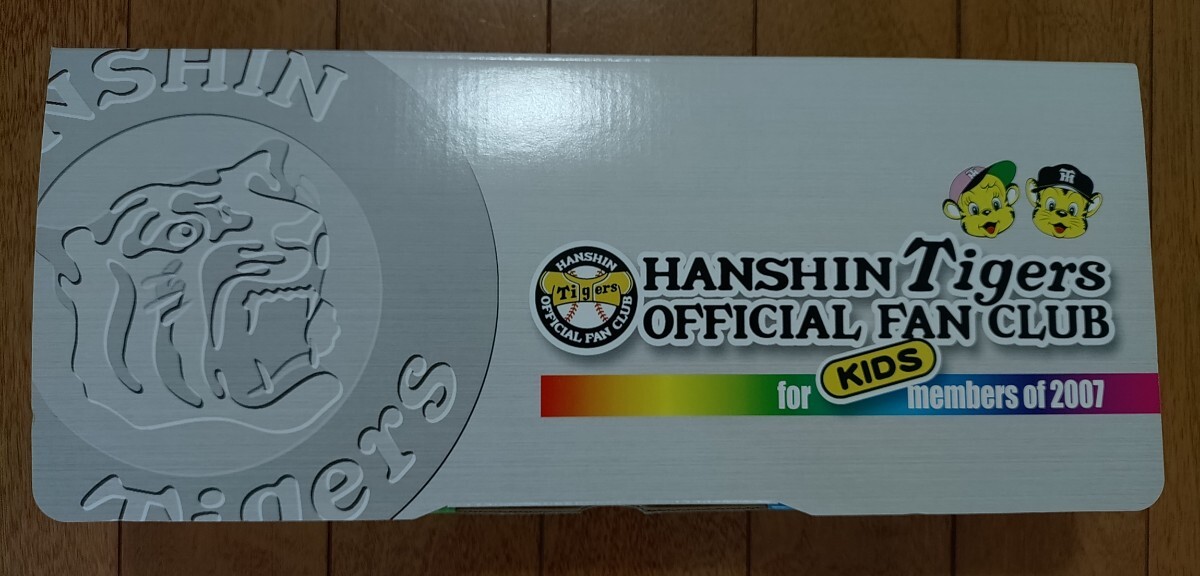 HANSHIN
Tigers
HANSHIN
Tigers
OFFICIAL FAN CLUB
HANSHIN Tigers
OFFICIAL FAN CLUB
KIDS
for members of 2007